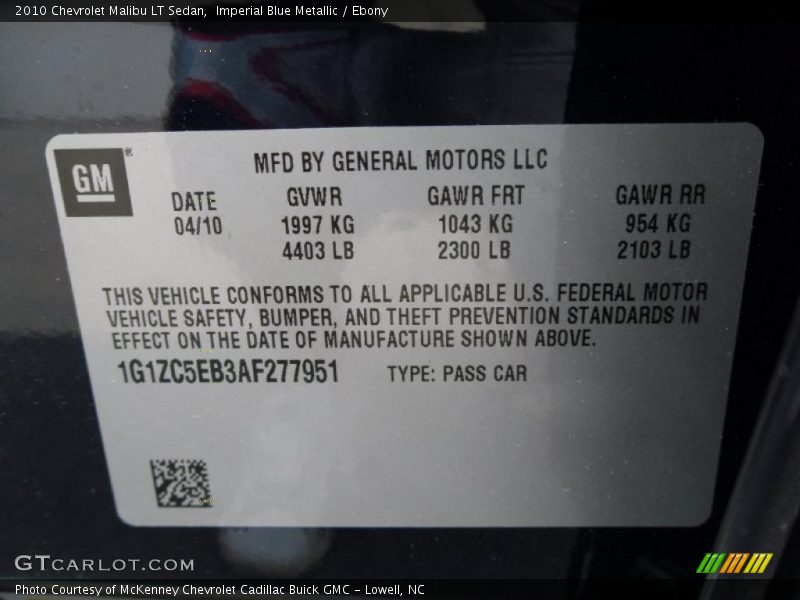 2010 Chevrolet Malibu LT Sedan, Imperial Blue Metallic / Ebony
GM®
MFD BY GENERAL MOTORS LLC
DATE GVWR GAWR FRT GAWR RR
04/10 1997 KG 1043 KG 954 KG
4403 LB 2300 LB 2103 LB
THIS VEHICLE CONFORMS TO ALL APPLICABLE U.S. FEDERAL MOTOR
VEHICLE SAFETY, BUMPER, AND THEFT PREVENTION STANDARDS IN
EFFECT ON THE DATE OF MANUFACTURE SHOWN ABOVE.
1G1ZC5EB3AF277951 TYPE: PASS CAR
GTCARLOT.COM
Photo Courtesy of McKenney Chevrolet Cadillac Buick GMC - Lowell, NC